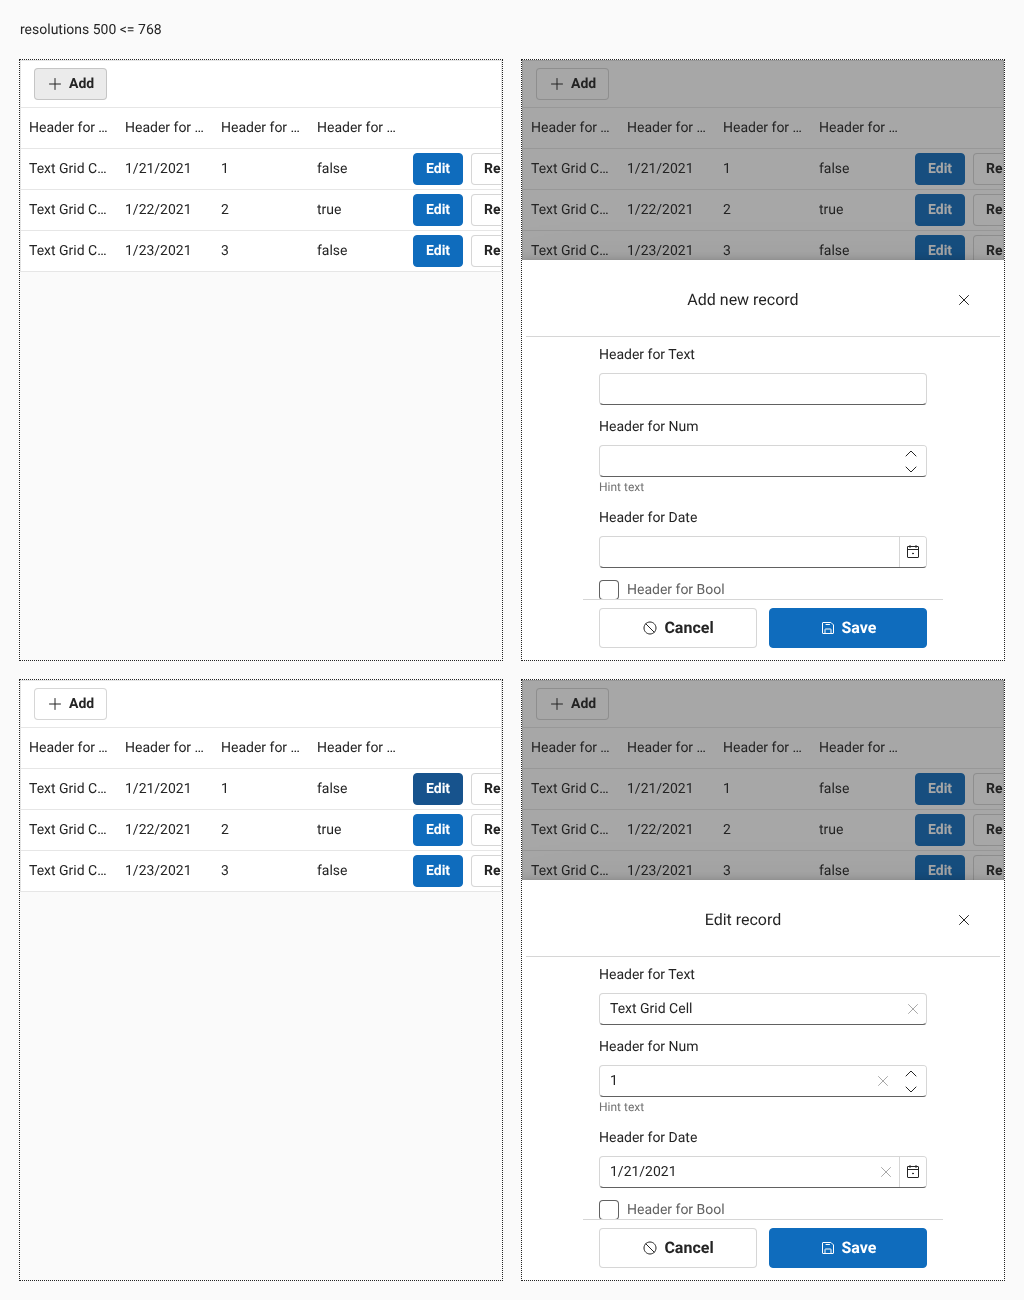 resolutions 500 <= 768
Add
Header for ... Header for ... Header for ... Header for ...
Text Grid C... 1/21/2021 1 false Edit Re
Text Grid C... 1/22/2021 2 true Edit Re
Text Grid C... 1/23/2021 3 false Edit Re
Add
Header for ... Header for ... Header for ... Header for ...
Text Grid C... 1/21/2021 1 false Edit Re
Text Grid C... 1/22/2021 2 true Edit Re
Text Grid C... 1/23/2021 3 false Edit Re
Add new record
Header for Text
Header for Num
Hint text
Header for Date
Header for Bool
Cancel Save
Add
Header for ... Header for ... Header for ... Header for ...
Text Grid C... 1/21/2021 1 false Edit Re
Text Grid C... 1/22/2021 2 true Edit Re
Text Grid C... 1/23/2021 3 false Edit Re
Add
Header for ... Header for ... Header for ... Header for ...
Text Grid C... 1/21/2021 1 false Edit Re
Text Grid C... 1/22/2021 2 true Edit Re
Text Grid C... 1/23/2021 3 false Edit Re
Edit record
Header for Text
Text Grid Cell
Header for Num
1
Hint text
Header for Date
1/21/2021
Header for Bool
Cancel Save